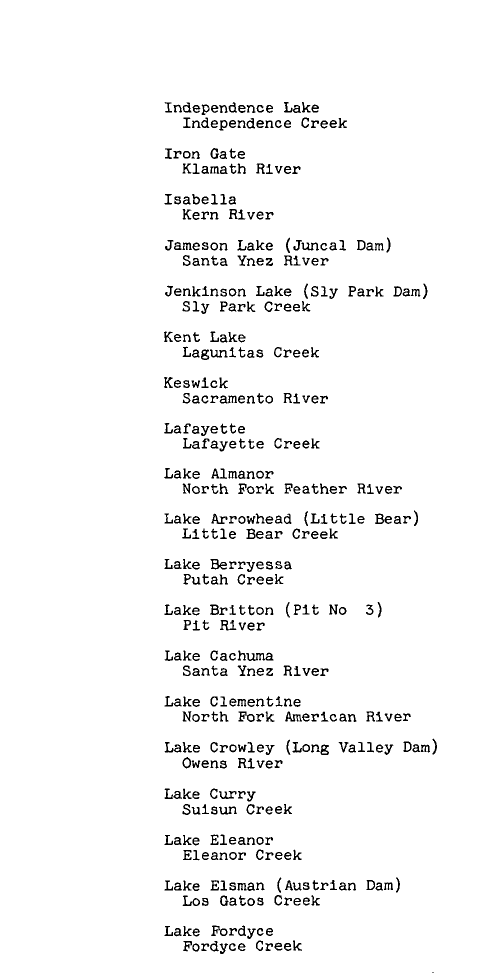 Independence Lake
Independence Creek
Iron Gate
Klamath River
Isabella
Kern River
Jameson Lake (Juncal Dam)
Santa Ynez River
Jenkinson Lake (Sly Park Dam)
Sly Park Creek
Kent Lake
Lagunitas Creek
Keswick
Sacramento River
Lafayette
Lafayette Creek
Lake Almanor
North Fork Feather River
Lake Arrowhead (Little Bear)
Little Bear Creek
Lake Berryessa
Putah Creek
Lake Britton (Pit No 3)
Pit River
Lake Cachuma
Santa Ynez River
Lake Clementine
North Fork American River
Lake Crowley (Long Valley Dam)
Owens River
Lake Curry
Suisun Creek
Lake Eleanor
Eleanor Creek
Lake Elsman (Austrian Dam)
Los Gatos Creek
Lake Fordyce
Fordyce Creek